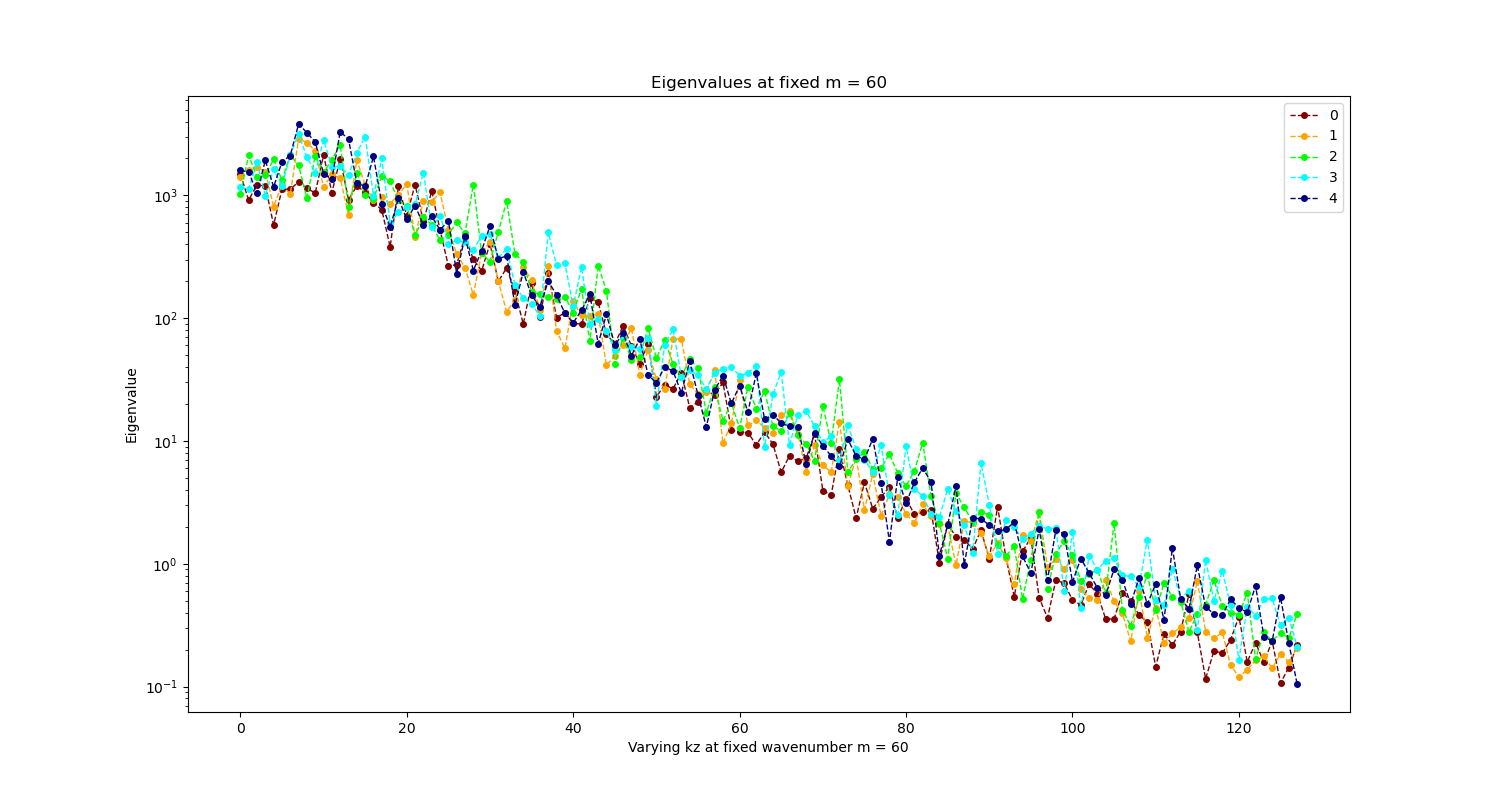 Eigenvalues at fixed m = 60
Eigenvalue
10³
10²
10¹
10⁰
10⁻¹
0
1
2
3
4
0 20 40 60 80 100 120
Varying kz at fixed wavenumber m = 60